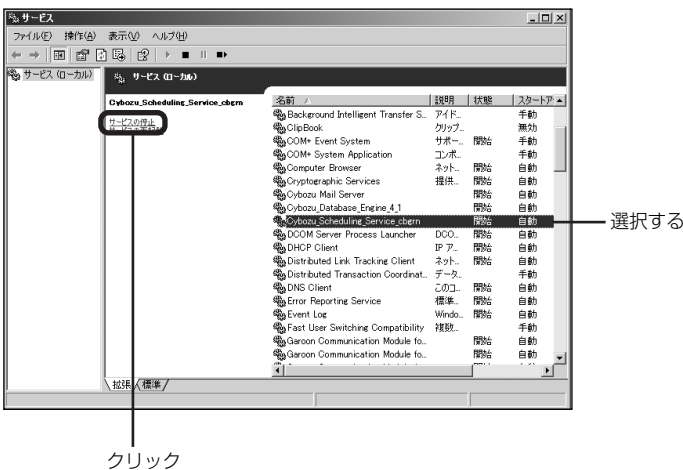 サービス
ファイル(F) 操作(A) 表示(V) ヘルプ(H)
サービス (ローカル)
サービス (ローカル)
Cybozu_Scheduling_Service_cbgrn
サービスの停止
名前 説明 状態 スタートア
Background Intelligent Transfer S... アイド... 手動
ClipBook クリップ... 無効
COM+ Event System サポー... 開始 手動
COM+ System Application コンポ... 手動
Computer Browser ネット... 開始 自動
Cryptographic Services 提供... 開始 自動
Cybozu Mail Server 開始 自動
Cybozu_Database_Engine_4_1 開始 自動
Cybozu_Scheduling_Service_cbgrn 開始 自動
DCOM Server Process Launcher DCO... 開始 自動
DHCP Client IP ア... 開始 自動
Distributed Link Tracking Client ネット... 開始 自動
Distributed Transaction Coordinat... データ... 手動
DNS Client このコ... 開始 自動
Error Reporting Service 標準... 開始 自動
Event Log Windo... 開始 自動
Fast User Switching Compatibility 複数... 手動
Garoon Communication Module fo... 開始 自動
Garoon Communication Module fo... 開始 自動
拡張 標準
選択する
クリック